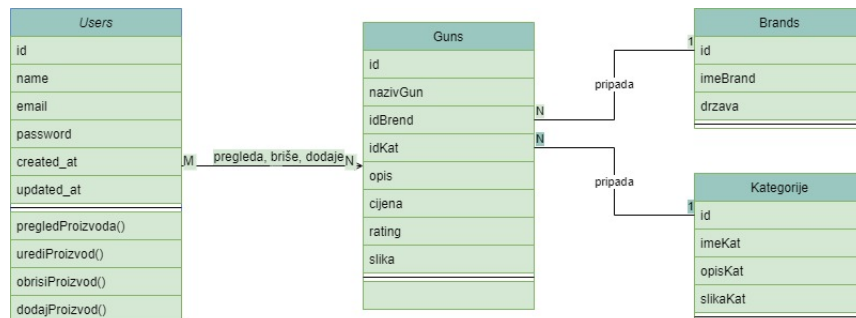 Users
id
name
email
password
created_at
updated_at
pregledProizvoda()
urediProizvod()
obrisiProizvod()
dodajProizvod()
M
pregleda, briše, dodaje
N
Guns
id
nazivGun
idBrend
idKat
opis
cijena
rating
slika
N
pripada
1
N
pripada
1
Brands
id
imeBrand
drzava
Kategorije
id
imeKat
opisKat
slikaKat